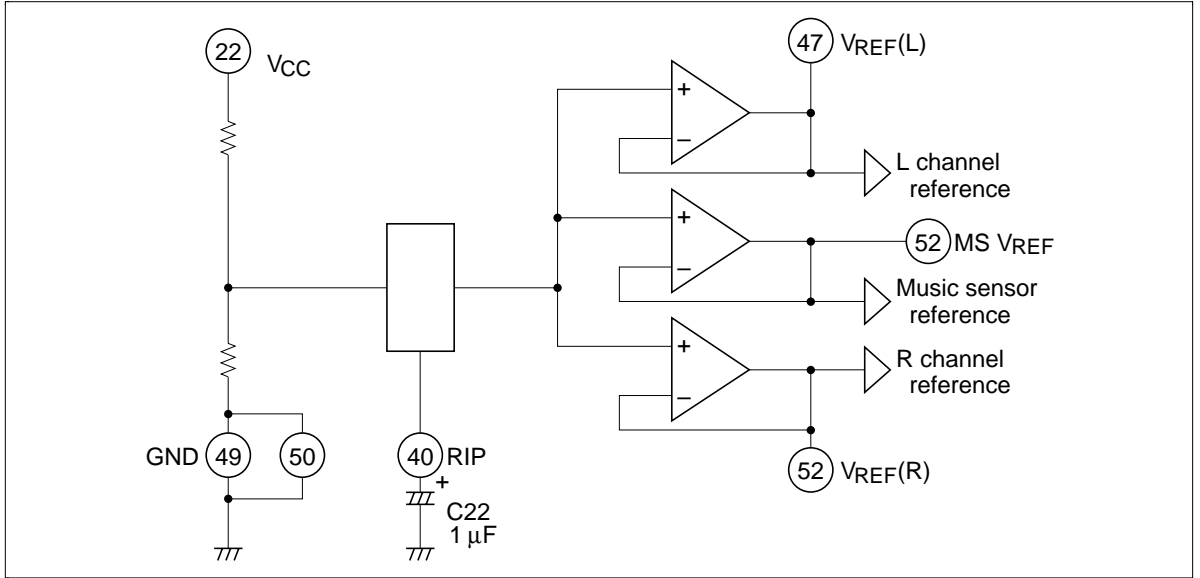 22
VCC
47
VREF(L)
+
−
L channel
reference
+
−
52
MS VREF
Music sensor
reference
+
−
R channel
reference
GND
49
50
40
RIP
+
C22
1 μF
52
VREF(R)